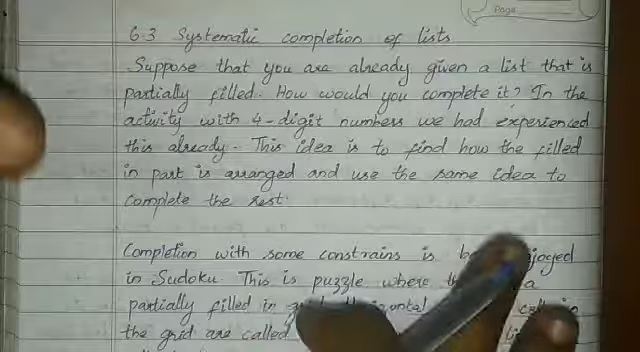 Page
6.3 Systematic completion of lists
Suppose that you are already given a list that is
partially filled. How would you complete it? In the
activity with 4-digit numbers we had experienced
this already. This idea is to find how the filled
in part is arranged and use the same idea to
complete the rest.
Completion with some constrains is
in Sudoku. This is puzzle where
partially filled in
the grid are called